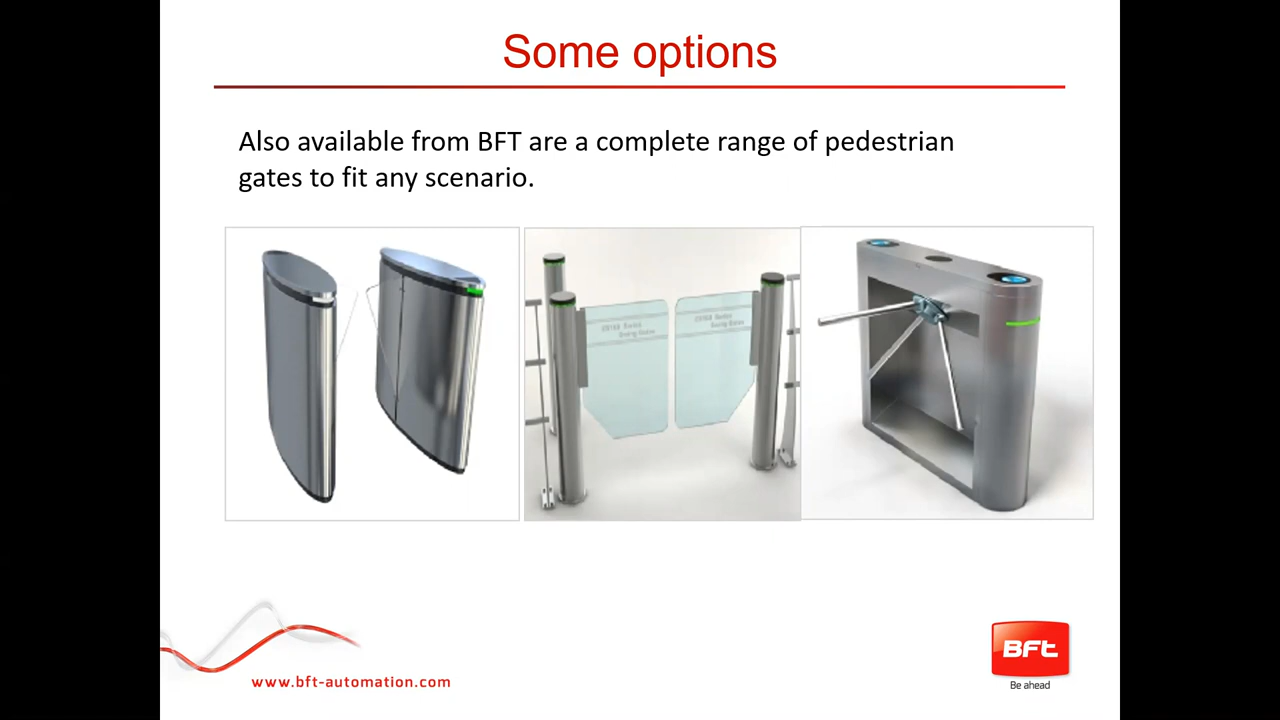 Some options
Also available from BFT are a complete range of pedestrian
gates to fit any scenario.
www.bft-automation.com
BFt
Be ahead